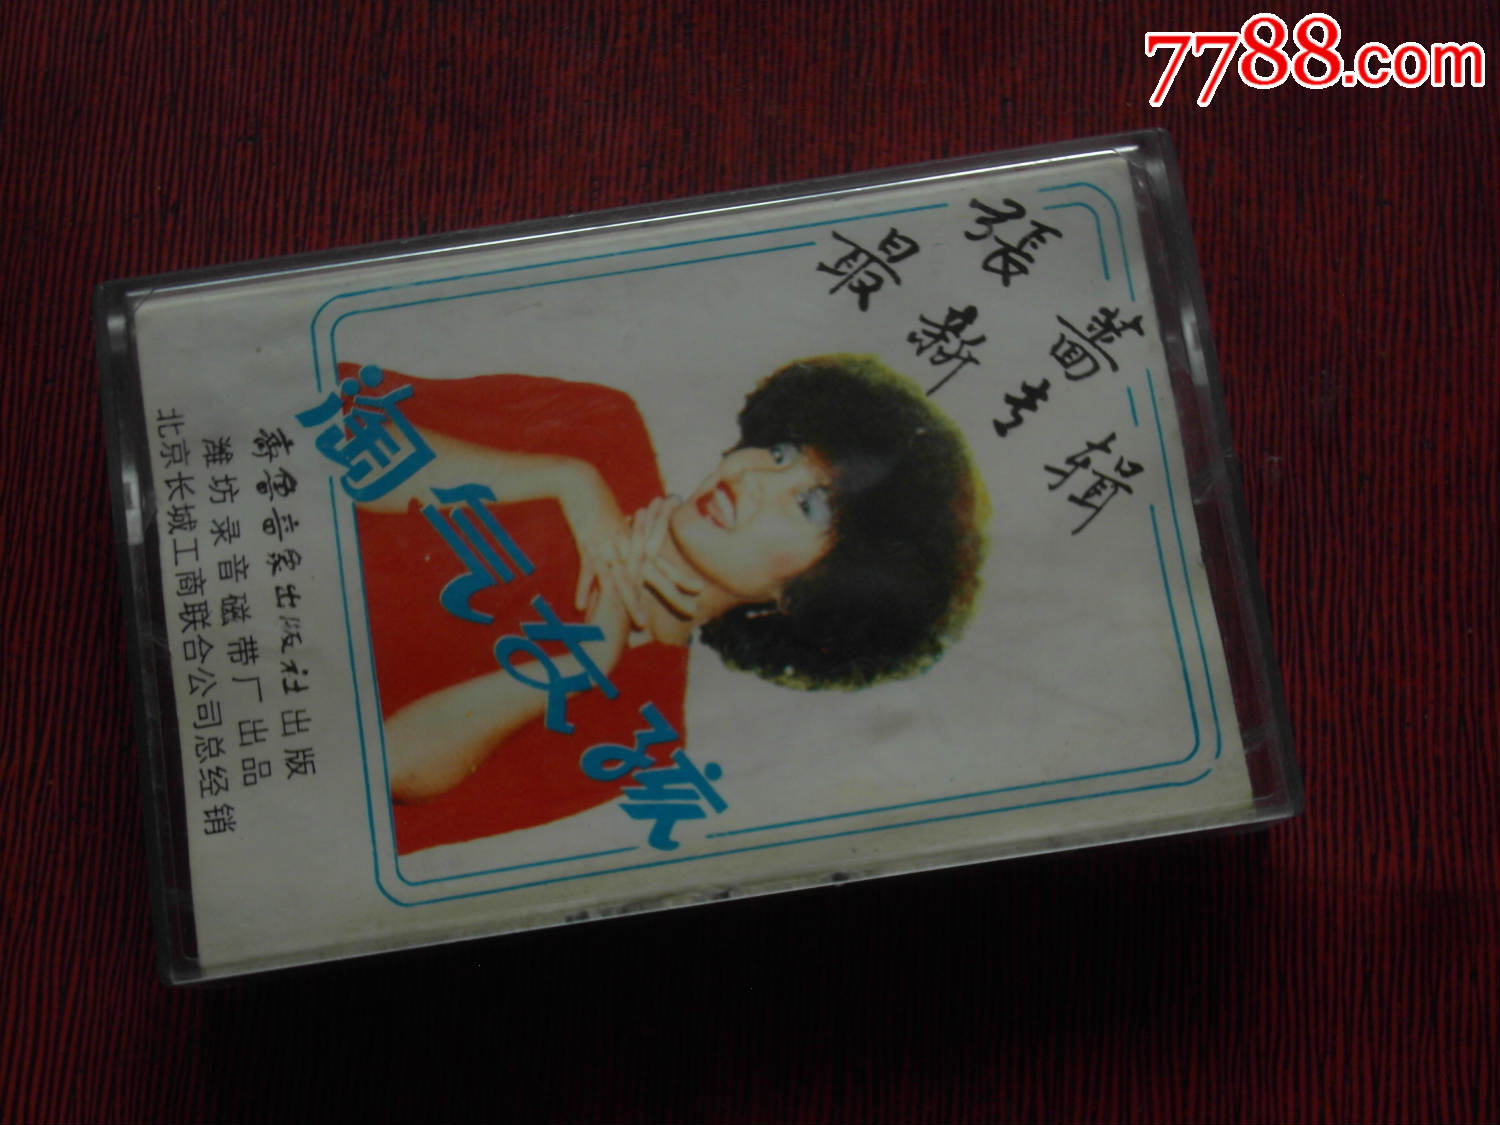 7788.com
張薔
最新专辑
淘气女孩
齐鲁音象出版社出版
潍坊录音磁带厂出品
北京长城工商联合公司总经销